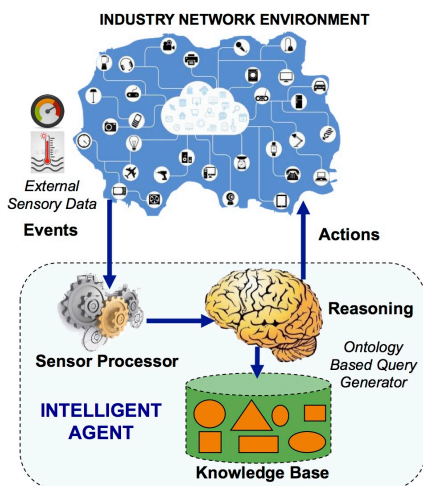 INDUSTRY NETWORK ENVIRONMENT
External
Sensory Data
Events
Actions
Reasoning
Sensor Processor
Ontology
Based Query
Generator
INTELLIGENT
AGENT
Knowledge Base